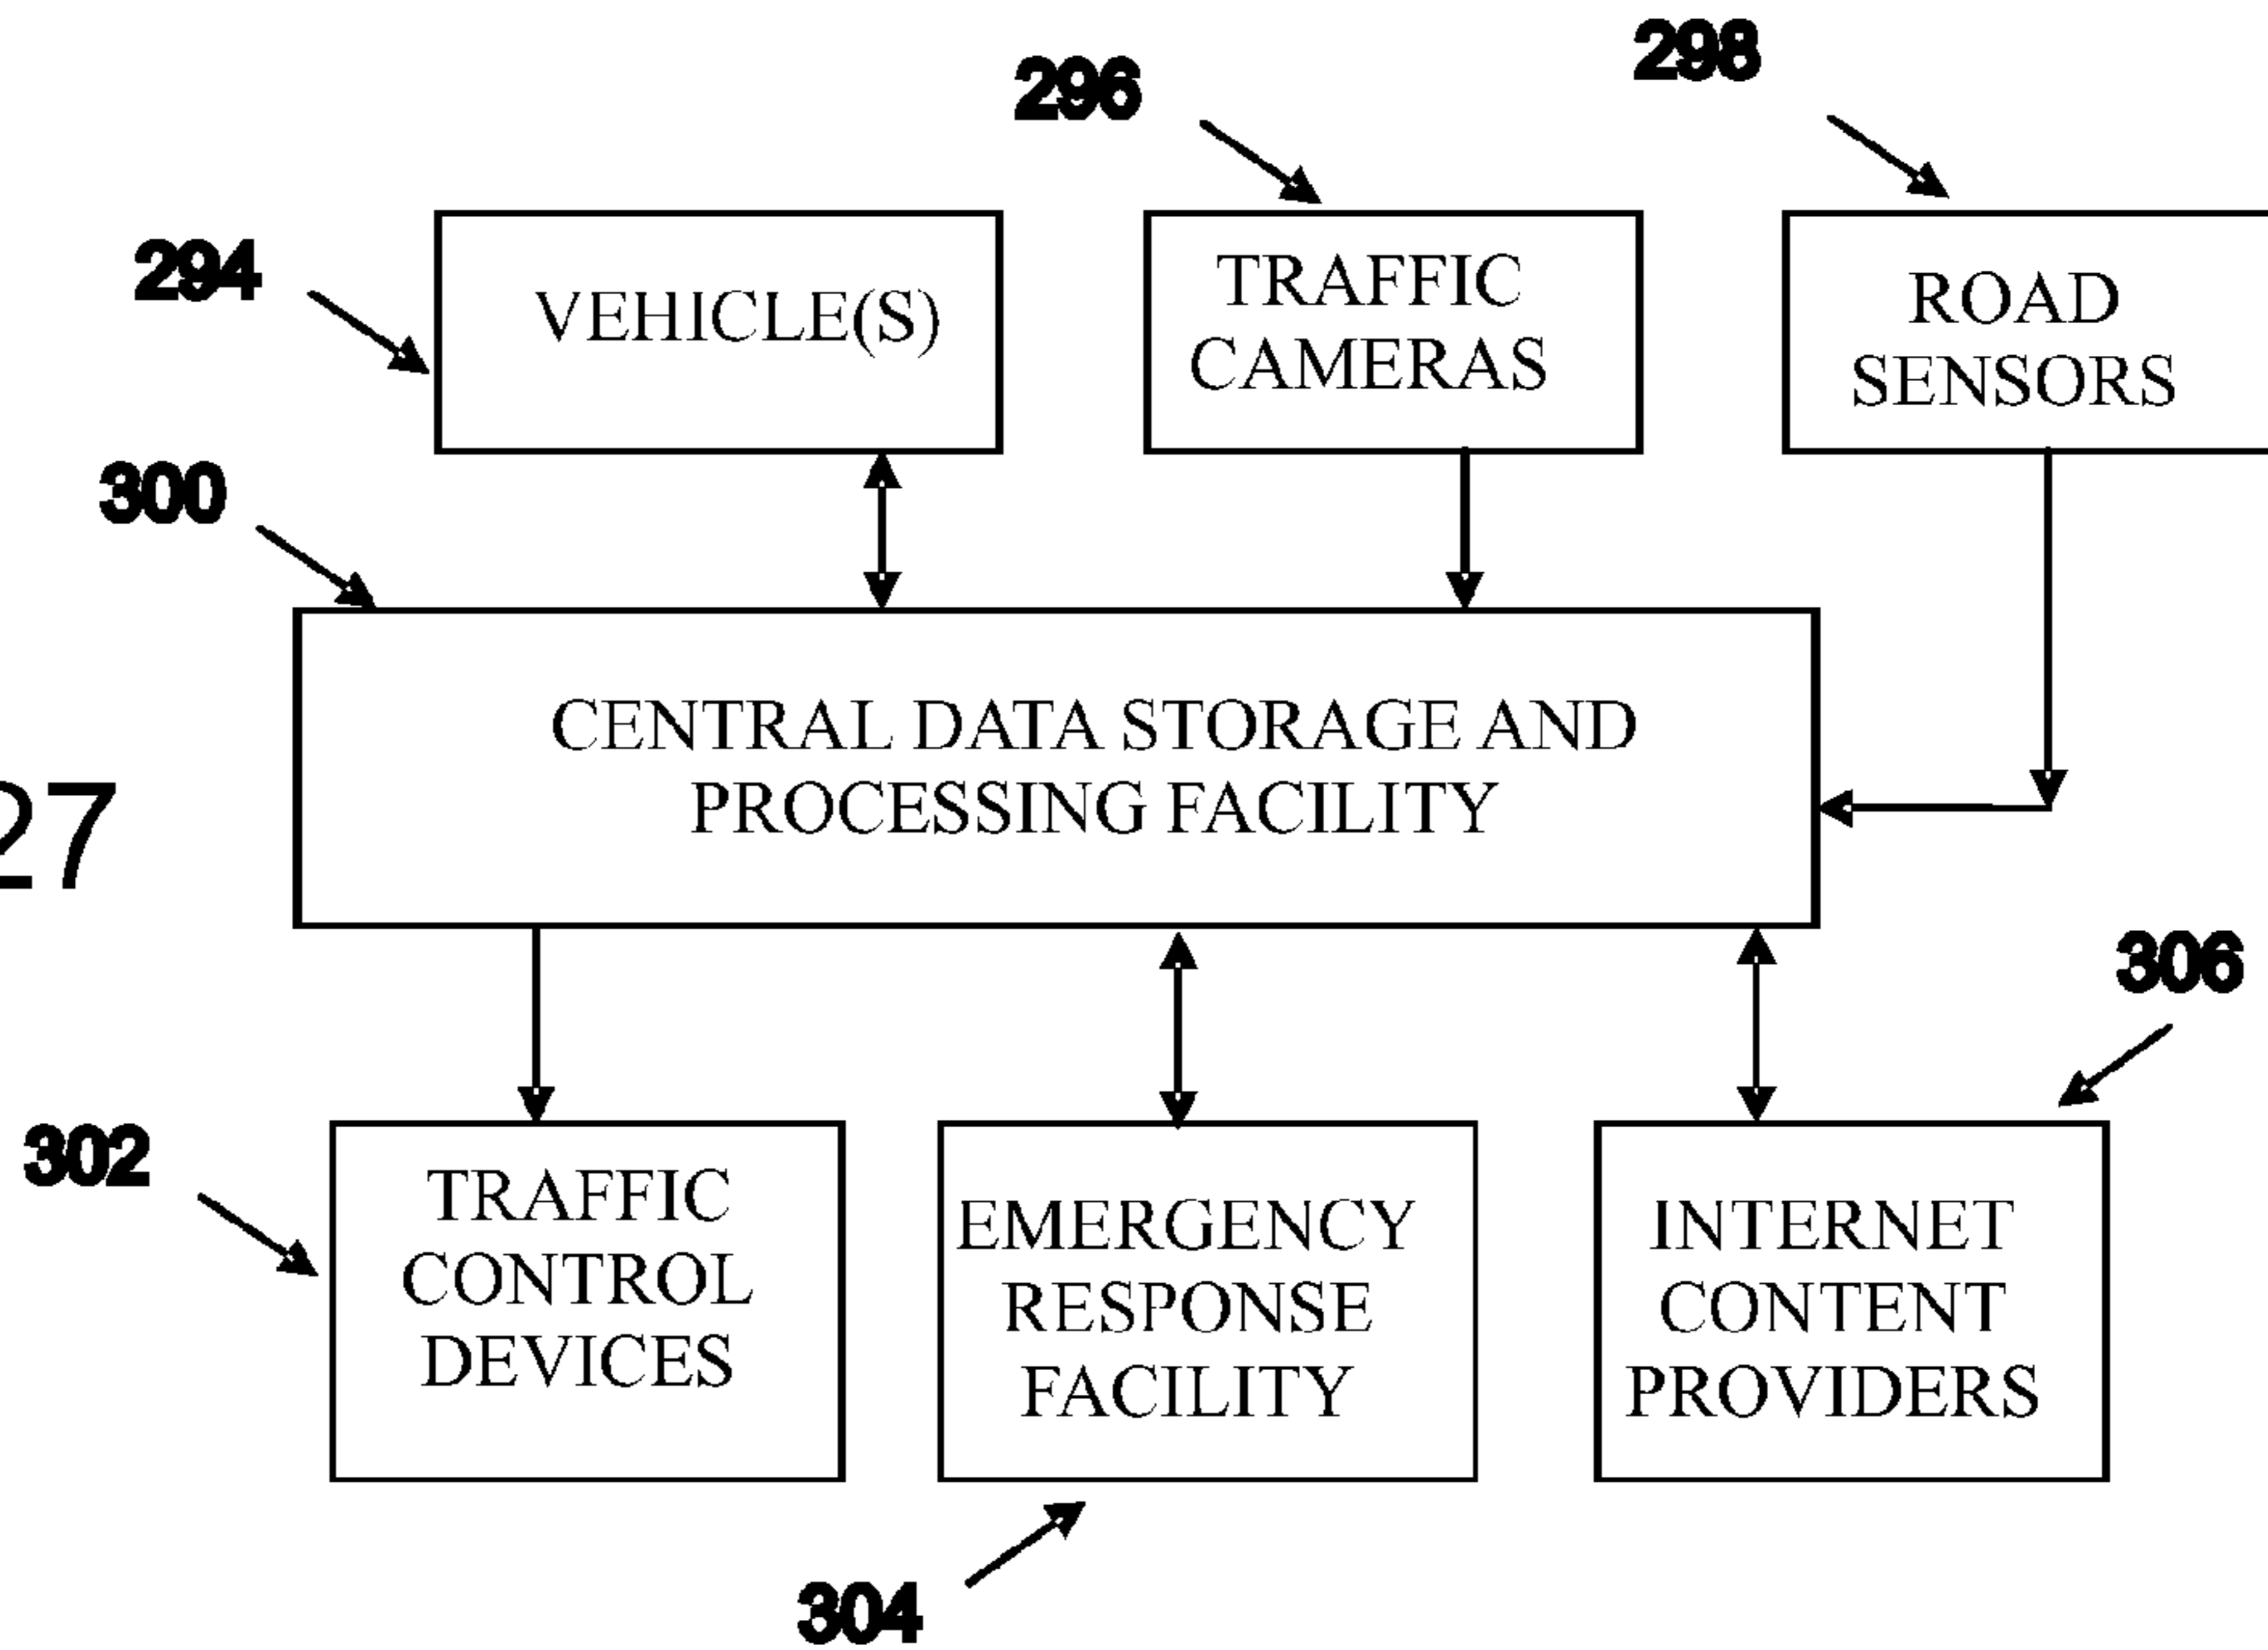 298
296
294
VEHICLE(S)
TRAFFIC
CAMERAS
ROAD
SENSORS
300
CENTRAL DATA STORAGE AND
PROCESSING FACILITY
27
306
302
TRAFFIC
CONTROL
DEVICES
EMERGENCY
RESPONSE
FACILITY
INTERNET
CONTENT
PROVIDERS
304